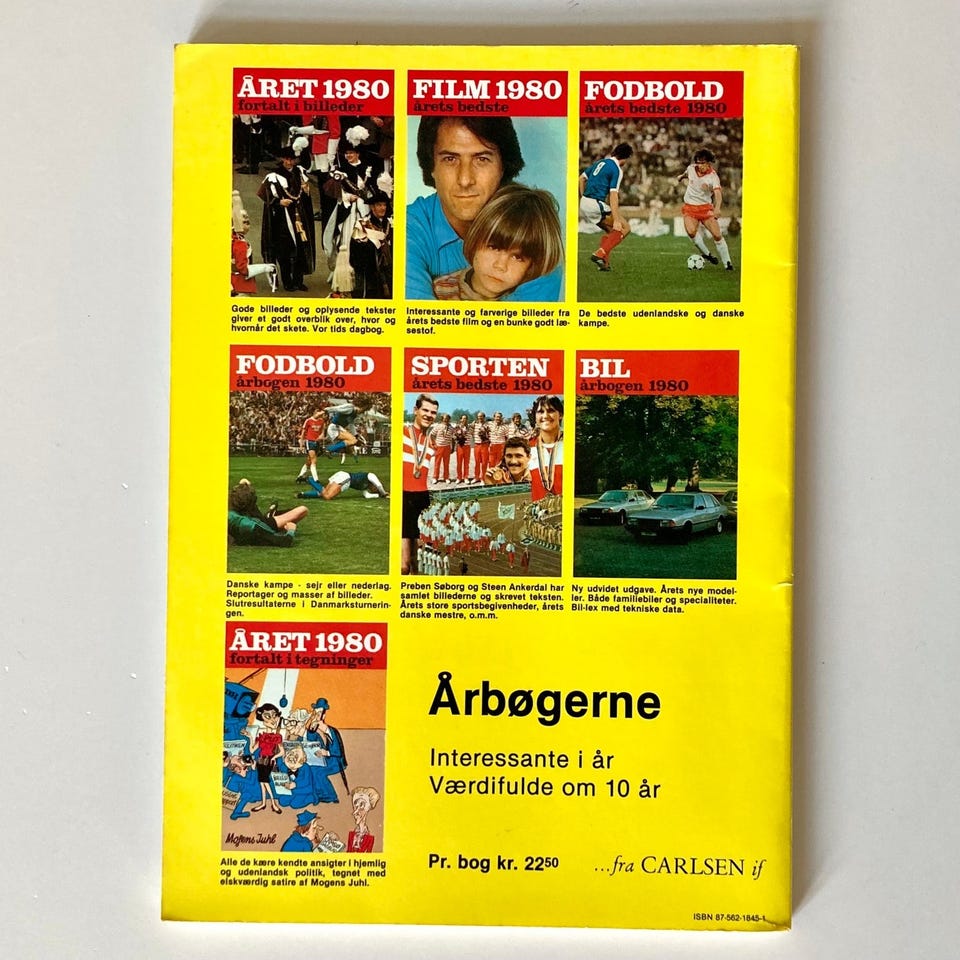 ÅRET 1980
fortalt i billeder
Gode billeder og oplysende tekster
giver et godt overblik over, hvor og
hvornår det skete. Vor tids dagbog.
FILM 1980
årets bedste
Interessante og farverige billeder fra
årets bedste film og en bunke godt læ-
sestof.
FODBOLD
årets bedste 1980
8
De bedste udenlandske og danske
kampe.
FODBOLD
årbogen 1980
Danske kampe - sejr eller nederlag.
Reportager og masser af billeder.
Slutresultaterne i Danmarksturnerin-
gen.
SPORTEN
årets bedste 1980
Preben Søborg og Steen Ankerdal har
samlet billederne og skrevet teksten.
Årets store sportsbegivenheder, årets
danske mestre, o.m.m.
BIL
årbogen 1980
Ny udvidet udgave. Årets nye model-
ler. Både familiebiler og specialiteter.
Bil-lex med tekniske data.
ÅRET 1980
fortalt i tegninger
Mogens Juhl
Alle de kære kendte ansigter i hjemlig
og udenlandsk politik, tegnet med
elskværdig satire af Mogens Juhl.
Årbøgerne
Interessante i år
Værdifulde om 10 år
Pr. bog kr. 2250
...fra CARLSEN if
ISBN 87-562-1845-1